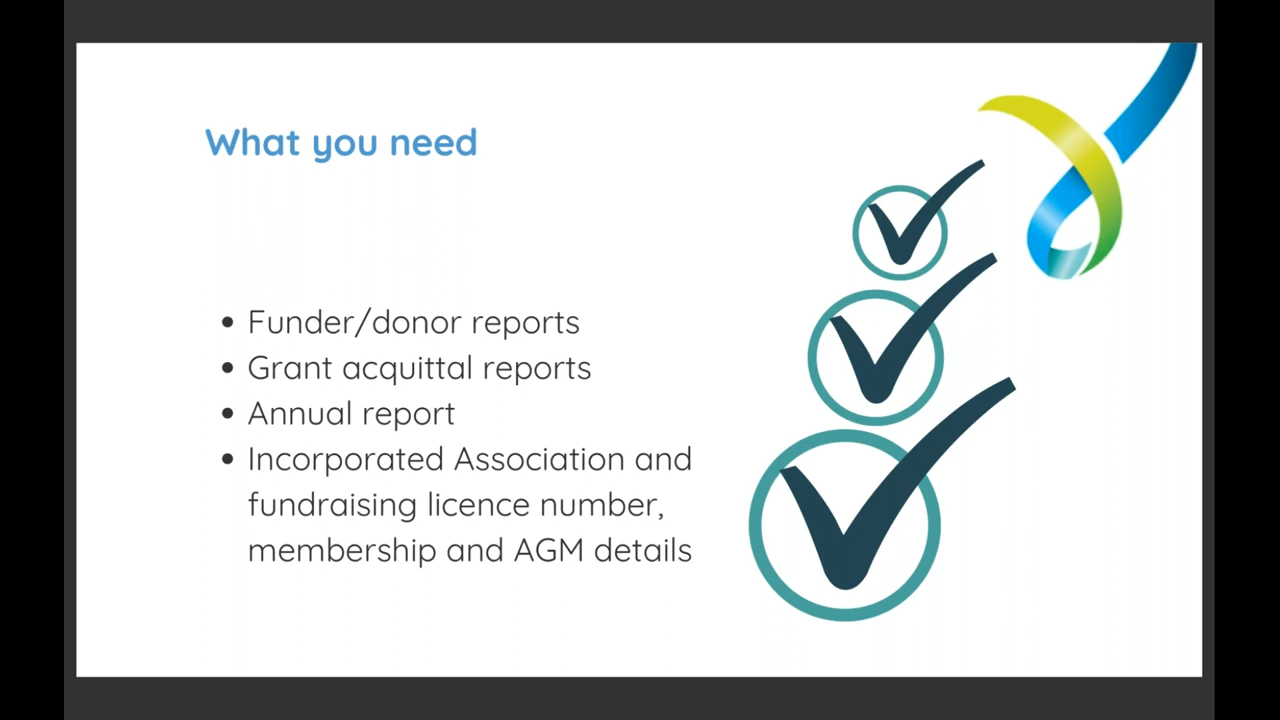 What you need
• Funder/donor reports
• Grant acquittal reports
• Annual report
• Incorporated Association and
fundraising licence number,
membership and AGM details